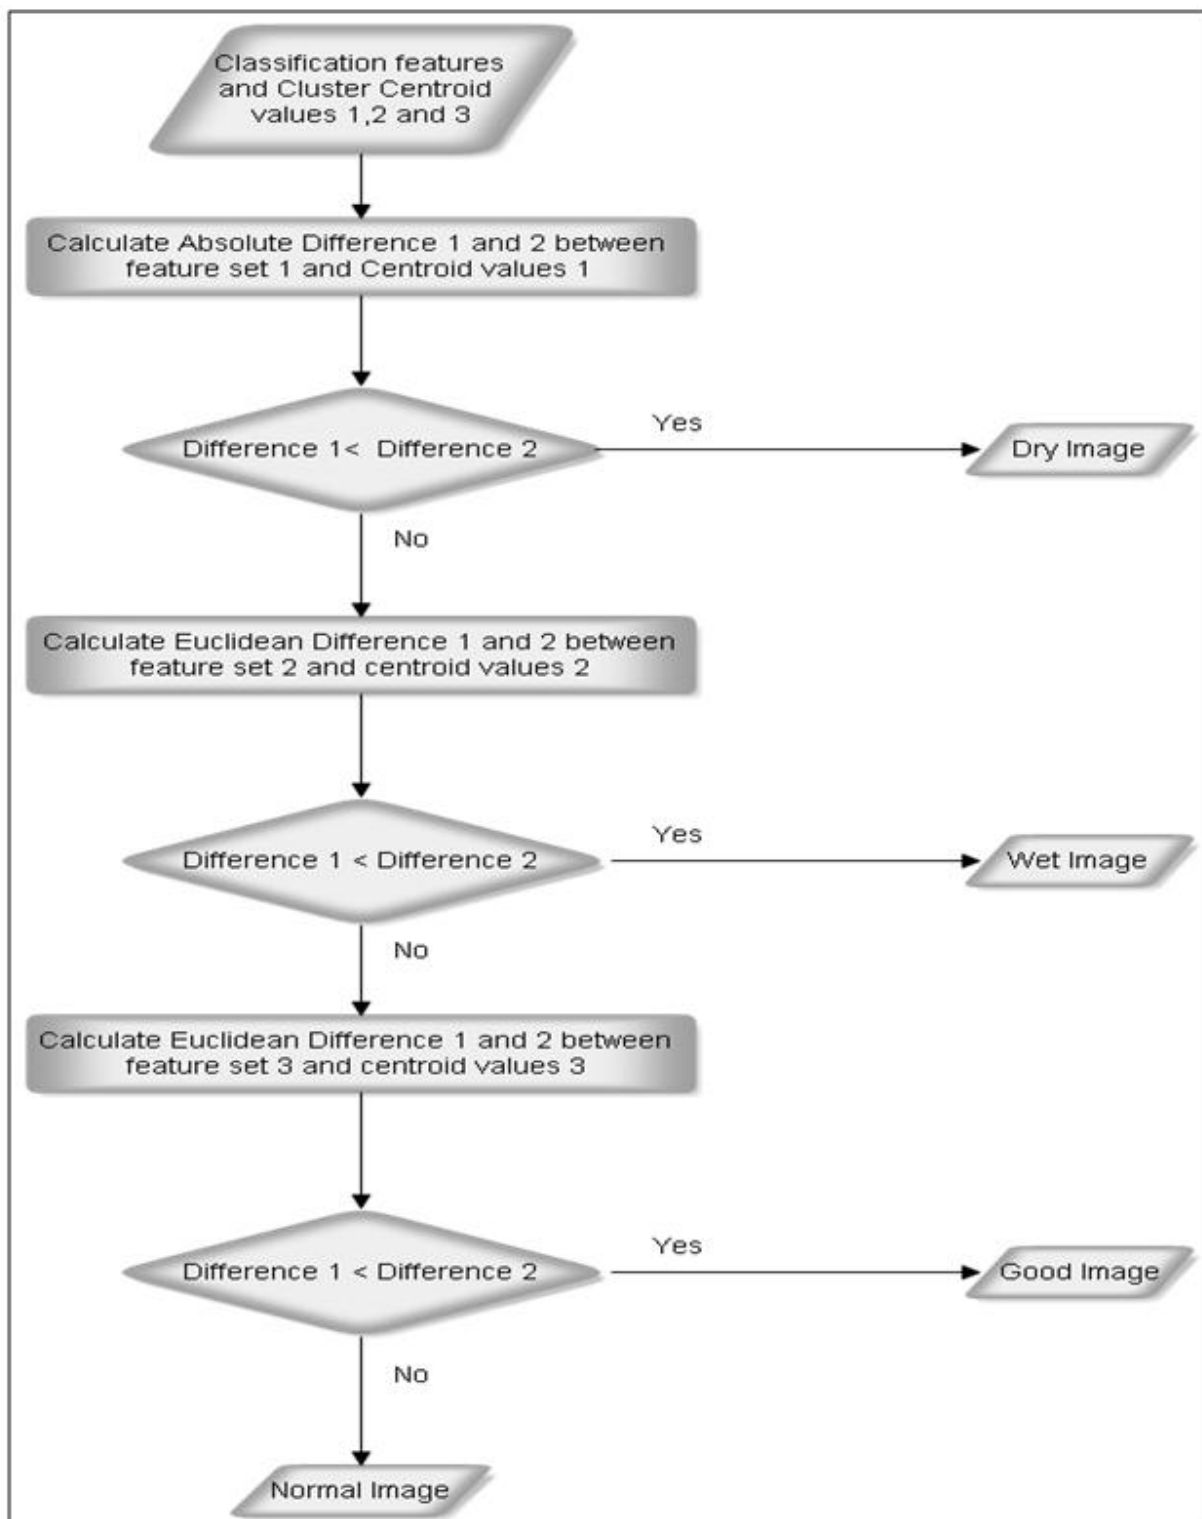 Classification features
and Cluster Centroid
values 1,2 and 3
Calculate Absolute Difference 1 and 2 between
feature set 1 and Centroid values 1
Difference 1<  Difference 2
Yes
Dry Image
No
Calculate Euclidean Difference 1 and 2 between
feature set 2 and centroid values 2
Difference 1 < Difference 2
Yes
Wet Image
No
Calculate Euclidean Difference 1 and 2 between
feature set 3 and centroid values 3
Difference 1 < Difference 2
Yes
Good Image
No
Normal Image